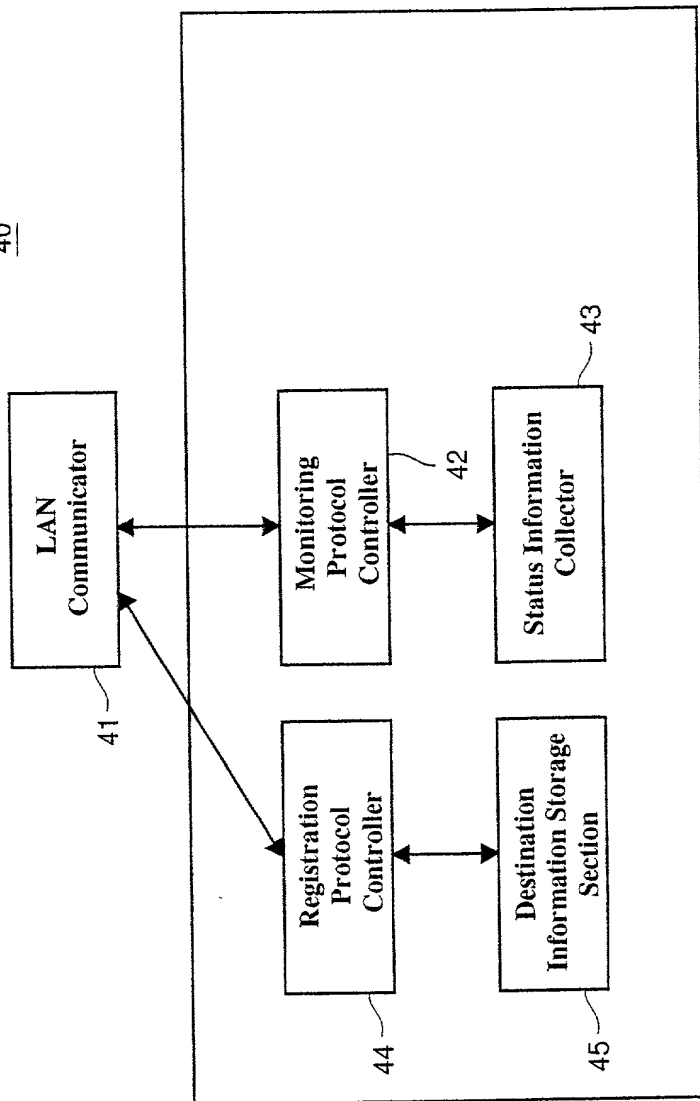 40
LAN
Communicator
41
Registration
Protocol
Controller
44
Monitoring
Protocol
Controller
42
Destination
Information Storage
Section
45
Status Information
Collector
43